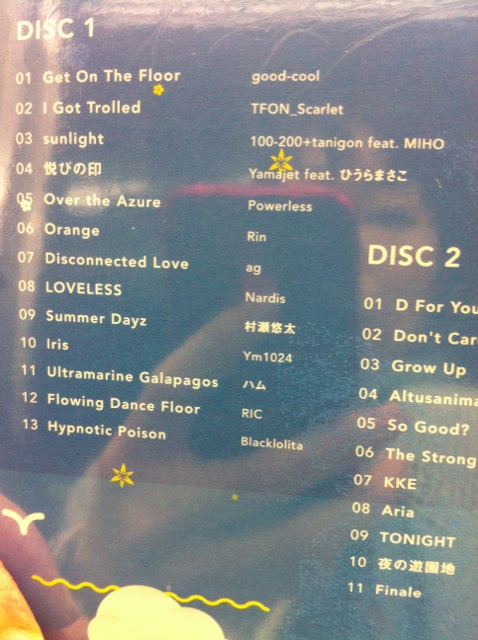 DISC 1
01 Get On The Floor good-cool
02 I Got Trolled TFON_Scarlet
03 sunlight 100-200+tanigon feat. MIHO
04 悦びの印 Yamajet feat. ひうらまさこ
05 Over the Azure Powerless
06 Orange Rin
07 Disconnected Love ag
08 LOVELESS Nardis
09 Summer Dayz 村瀬悠太
10 Iris Ym1024
11 Ultramarine Galapagos ハム
12 Flowing Dance Floor RIC
13 Hypnotic Poison Blacklolita
DISC 2
01 D For You
02 Don't
03 Grow Up
04
05 So Good?
06 The Strong
07 KKE
08 Aria
09 TONIGHT
10 夜の遊園地
11 Finale